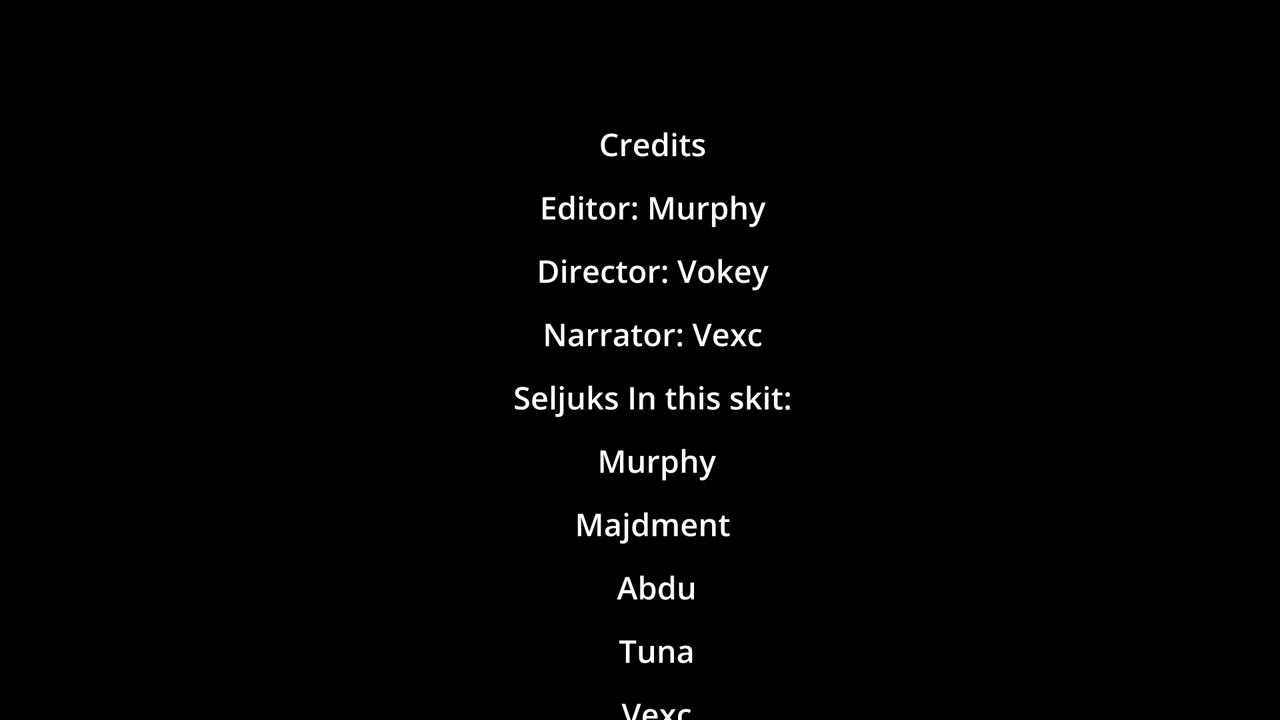 Credits
Editor: Murphy
Director: Vokey
Narrator: Vexc
Seljuks In this skit:
Murphy
Majdment
Abdu
Tuna
Vexc